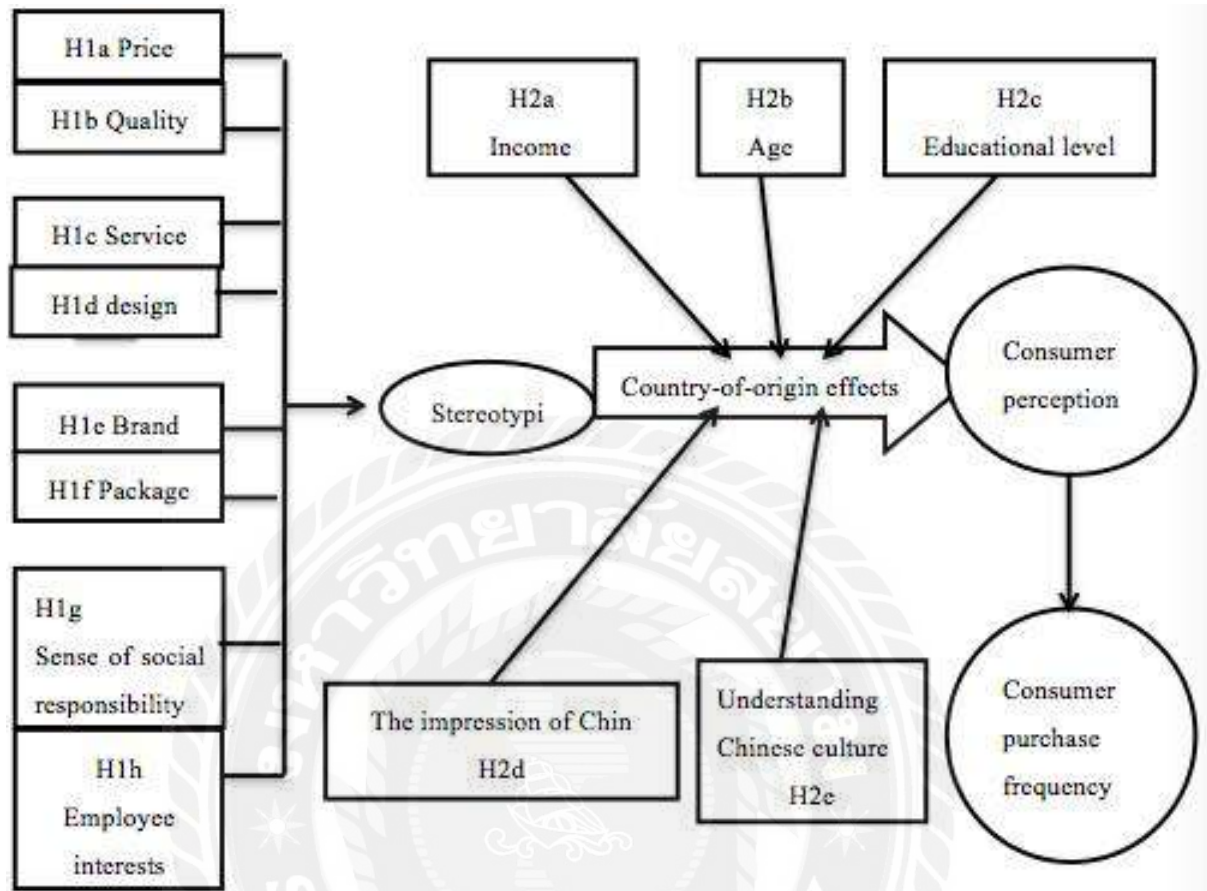 H1a Price
H1b Quality
H1c Service
H1d design
H1e Brand
H1f Package
H1g
Sense of social
responsibility
H1h
Employee
interests
Stereotypi
H2a
Income
H2b
Age
H2c
Educational level
Country-of-origin effects
The impression of Chin
H2d
Understanding
Chinese culture
H2e
Consumer
perception
Consumer
purchase
frequency